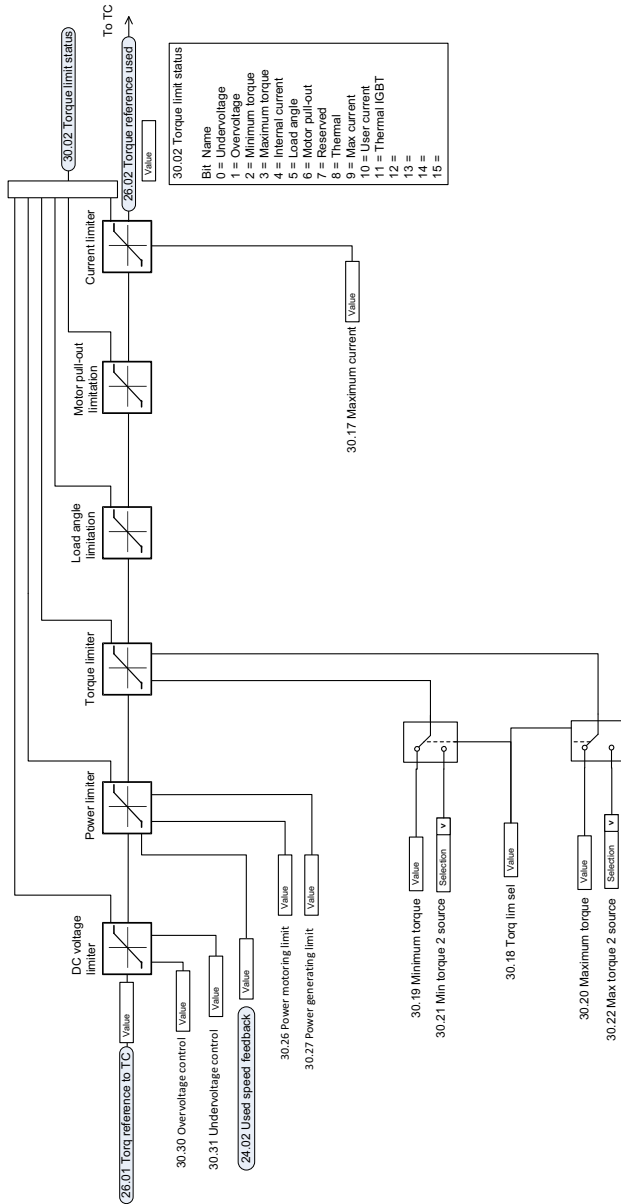 26.01 Torq reference to TC
Value
30.30 Overvoltage control
Value
30.31 Undervoltage control
Value
24.02 Used speed feedback
Value
DC voltage
limiter
Power limiter
30.26 Power motoring limit
Value
30.27 Power generating limit
Value
Torque limiter
30.19 Minimum torque
Value
30.21 Min torque 2 source
Selection
v
30.18 Torq lim sel
Value
30.20 Maximum torque
Value
30.22 Max torque 2 source
Selection
v
Load angle
limitation
Motor pull-out
limitation
Current limiter
30.17 Maximum current
Value
30.02 Torque limit status
26.02 Torque reference used
Value
To TC
30.02 Torque limit status
Bit Name
0 = Undervoltage
1 = Overvoltage
2 = Minimum torque
3 = Maximum torque
4 = Internal current
5 = Load angle
6 = Motor pull-out
7 = Reserved
8 = Thermal
9 = Max current
10 = User current
11 = Thermal IGBT
12 =
13 =
14 =
15 =